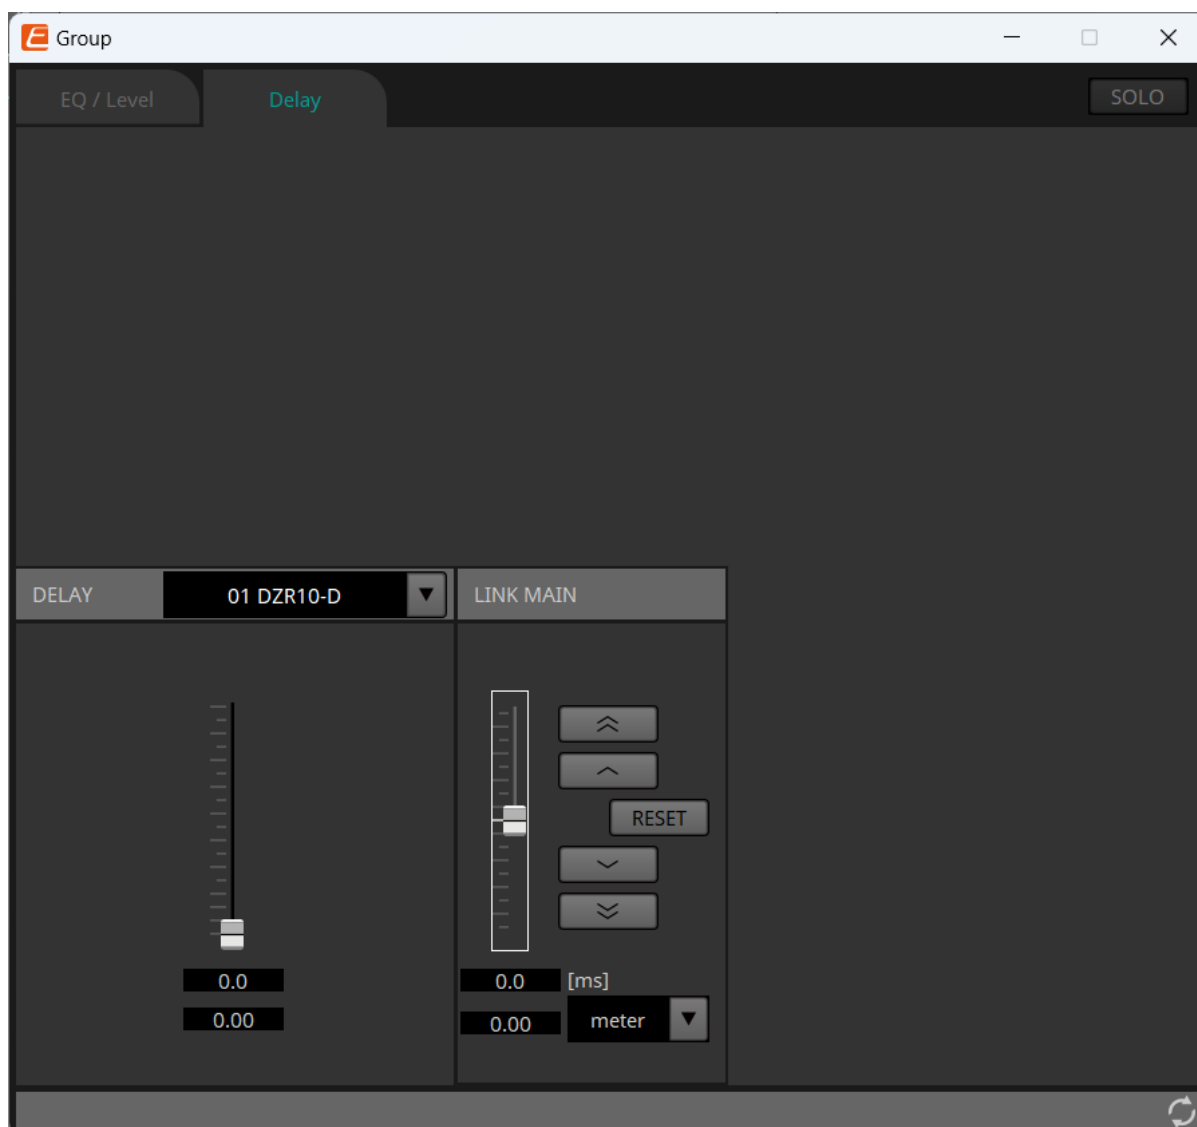 Group
EQ / Level Delay SOLO
DELAY 01 DZR10-D LINK MAIN
RESET
0.0 0.0 [ms]
0.00 0.00 meter